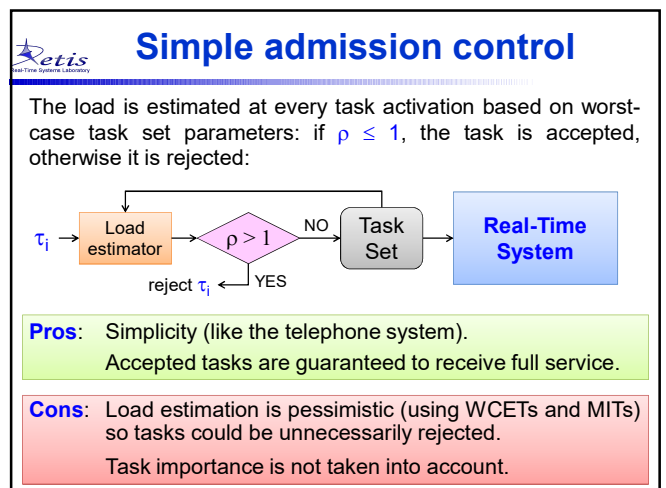 Retis
Real-Time Systems Laboratory
Simple admission control
The load is estimated at every task activation based on worst-
case task set parameters: if ρ ≤ 1, the task is accepted,
otherwise it is rejected:
τi
Load
estimator
ρ > 1
NO
Task
Set
Real-Time
System
reject τi
YES
Pros: Simplicity (like the telephone system).
Accepted tasks are guaranteed to receive full service.
Cons: Load estimation is pessimistic (using WCETs and MITs)
so tasks could be unnecessarily rejected.
Task importance is not taken into account.